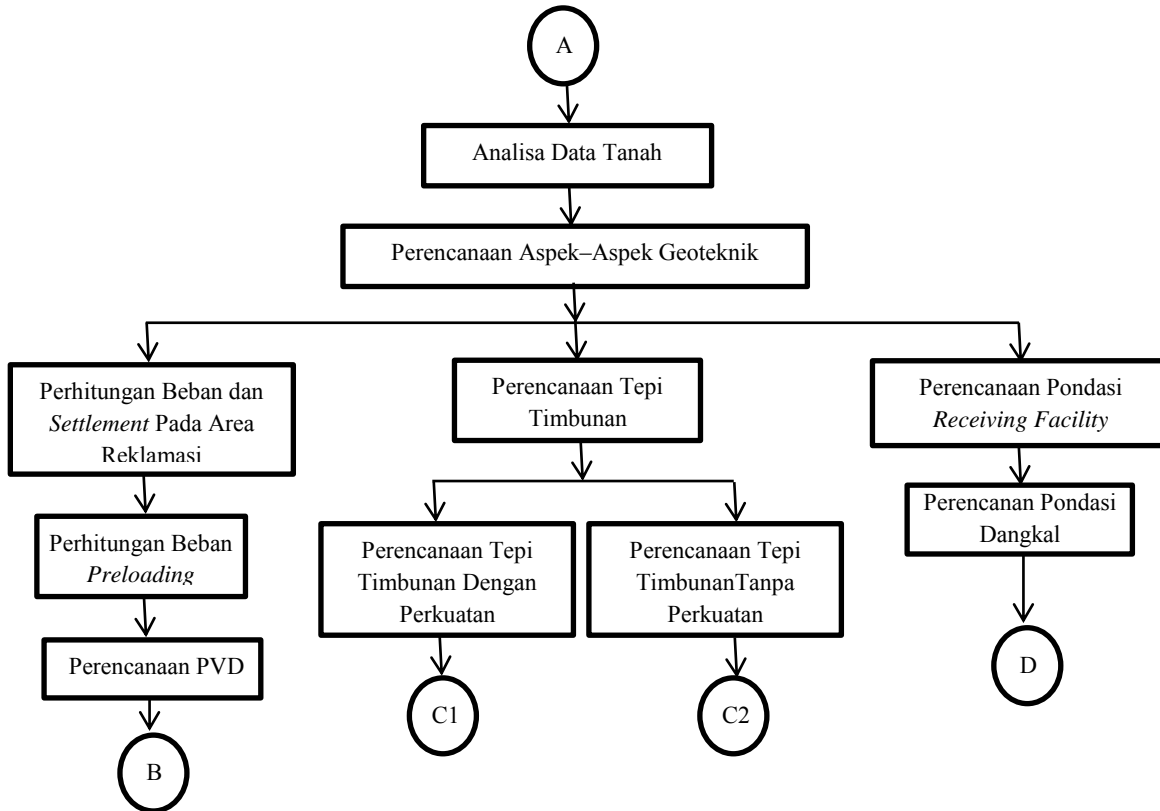 A
Analisa Data Tanah
Perencanaan Aspek–Aspek Geoteknik
Perhitungan Beban dan
Settlement Pada Area
Reklamasi
Perencanaan Tepi
Timbunan
Perencanaan Pondasi
Receiving Facility
Perhitungan Beban
Preloading
Perencanaan Tepi
Timbunan Dengan
Perkuatan
Perencanaan Tepi
TimbunanTanpa
Perkuatan
Perencanan Pondasi
Dangkal
Perencanaan PVD
B
C1
C2
D